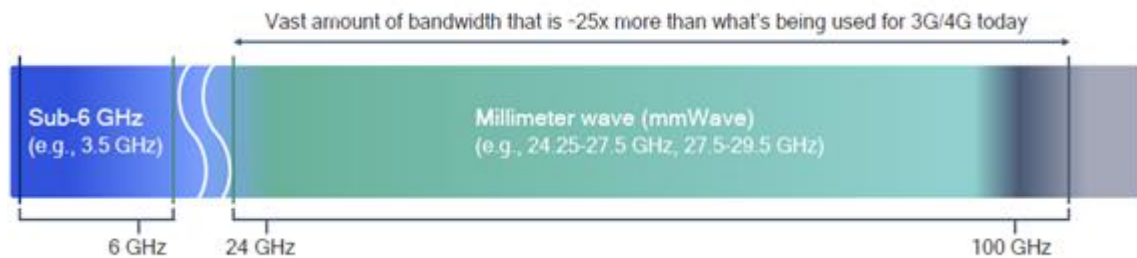 Vast amount of bandwidth that is ~25x more than what's being used for 3G/4G today
Sub-6 GHz
(e.g., 3.5 GHz)
Millimeter wave (mmWave)
(e.g., 24.25-27.5 GHz, 27.5-29.5 GHz)
6 GHz
24 GHz
100 GHz